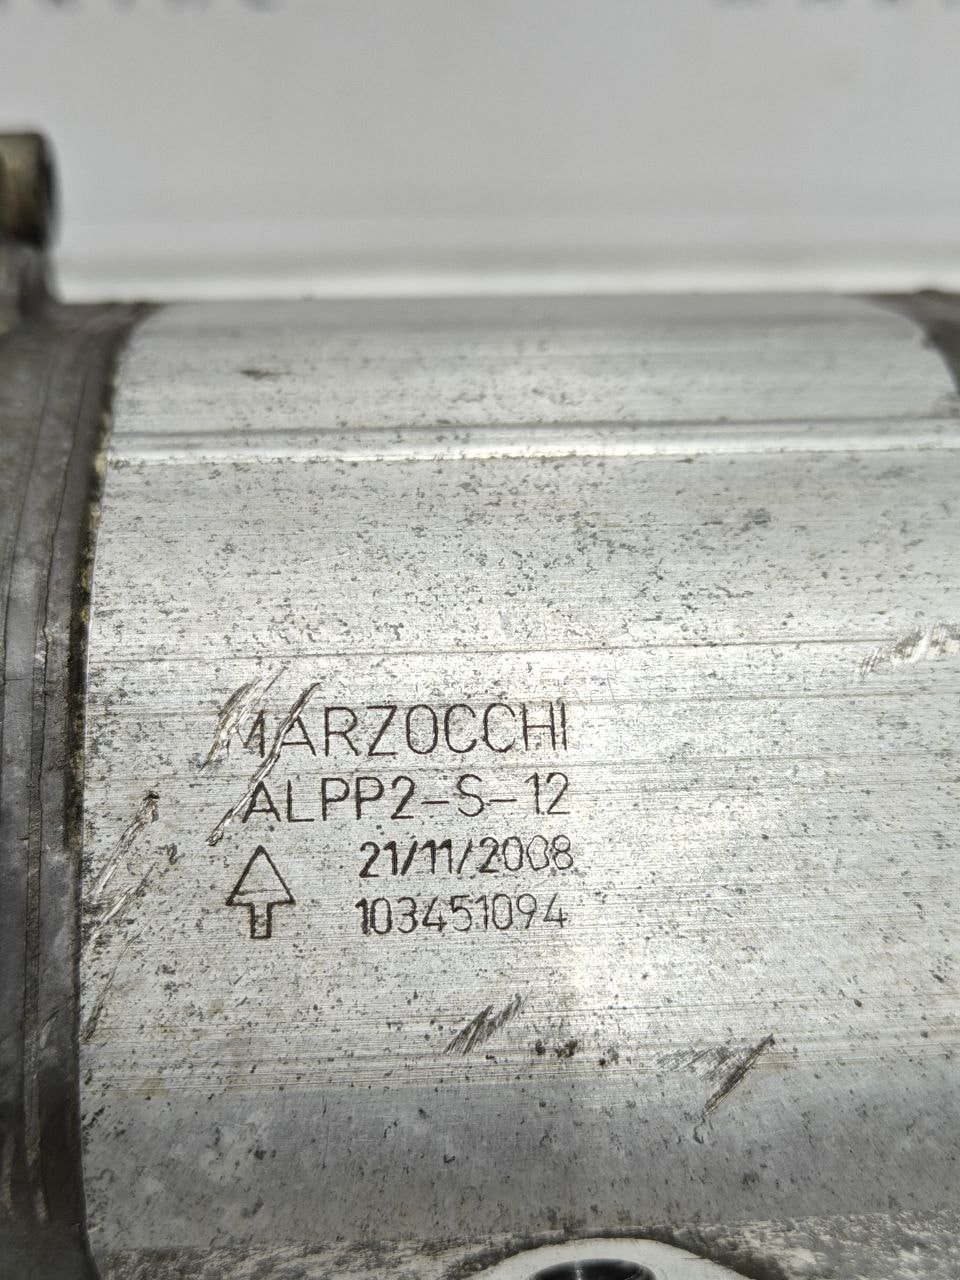 MARZOCCHI
ALPP2-S-12
21/11/2008
103451094